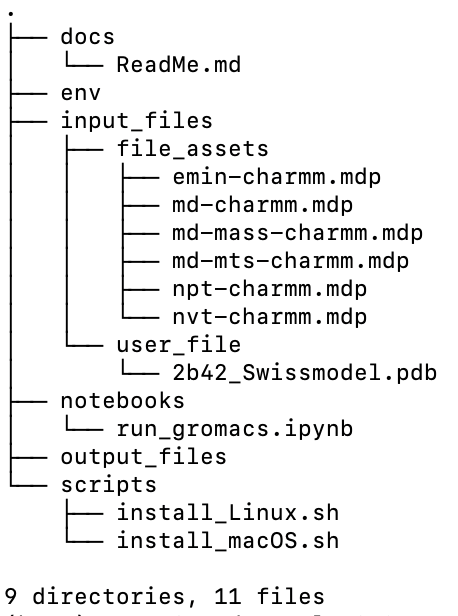 .
├── docs
│   └── ReadMe.md
├── env
├── input_files
│   ├── file_assets
│   │   ├── emin-charmm.mdp
│   │   ├── md-charmm.mdp
│   │   ├── md-mass-charmm.mdp
│   │   ├── md-mts-charmm.mdp
│   │   ├── npt-charmm.mdp
│   │   └── nvt-charmm.mdp
│   └── user_file
│       └── 2b42_Swissmodel.pdb
├── notebooks
│   └── run_gromacs.ipynb
├── output_files
└── scripts
    ├── install_Linux.sh
    └── install_macOS.sh

9 directories, 11 files